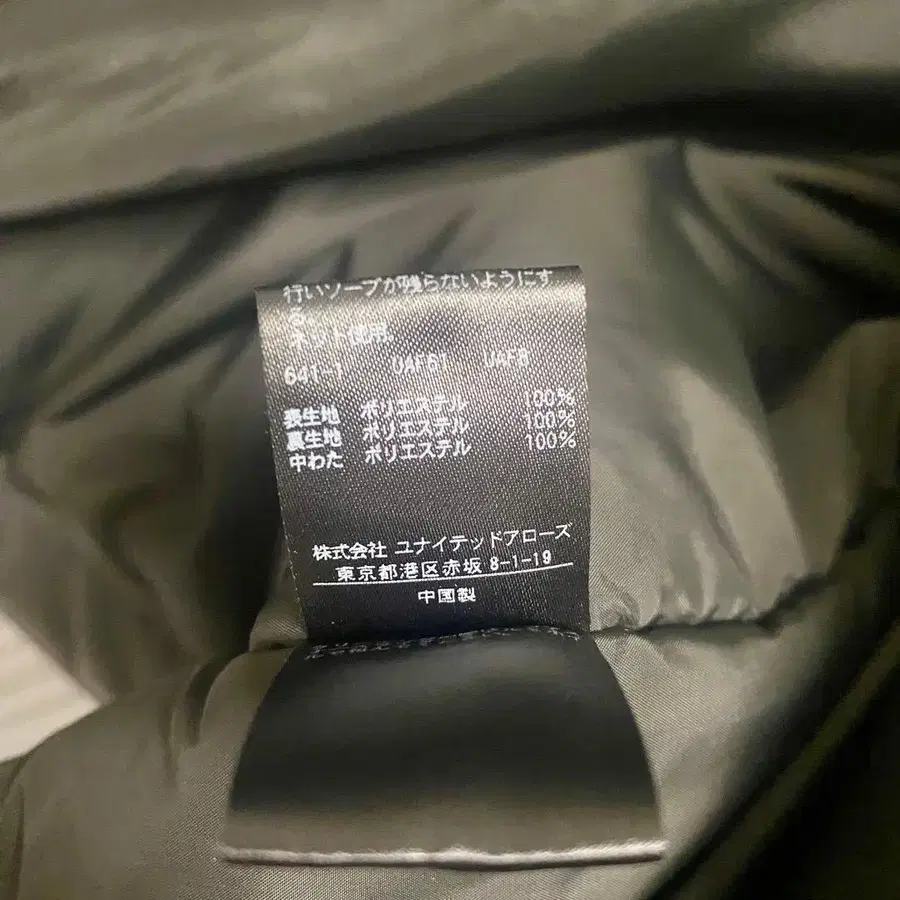 行いソープが残らないようにす
る
ネット使用
641-1 UAF61 UAF8
表生地 ポリエステル 100%
裏生地 ポリエステル 100%
中わた ポリエステル 100%
株式会社 ユナイテッドアローズ
東京都港区赤坂 8-1-19
中国製